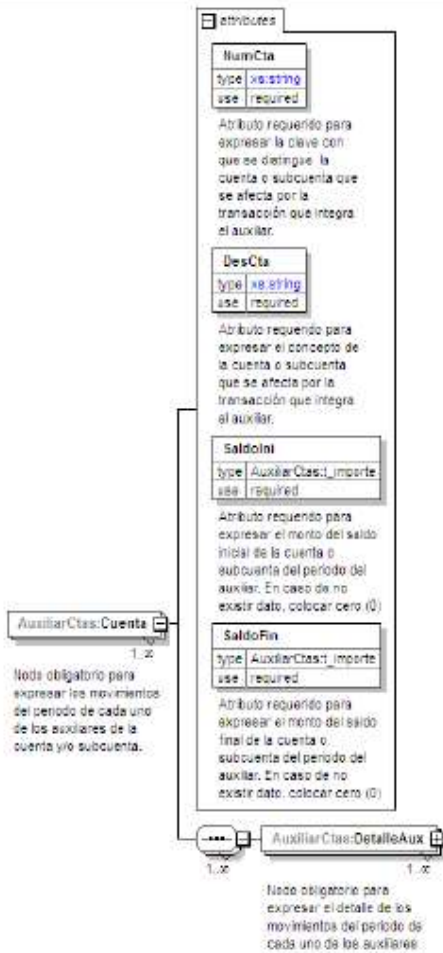 attributes
NumCta
type xs:string
use required
Atributo requerido para
expresar la clave con
que se distingue la
cuenta o subcuenta que
se afecta por la
transacción que integra
el auxiliar.
DesCta
type xs:string
use required
Atributo requerido para
expresar el concepto de
la cuenta o subcuenta
que se afecta por la
transacción que integra
el auxiliar.
SaldoIni
type AuxiliarCtas:t_importe
use required
Atributo requerido para
expresar el monto del saldo
inicial de la cuenta o
subcuenta del periodo del
auxiliar. En caso de no
existir dato, colocar cero (0)
SaldoFin
type AuxiliarCtas:t_importe
use required
Atributo requerido para
expresar el monto del saldo
final de la cuenta o
subcuenta del periodo del
auxiliar. En caso de no
existir dato, colocar cero (0)
AuxiliarCtas:Cuenta
1..∞
Nodo obligatorio para
expresar los movimientos
del periodo de cada uno
de los auxiliares de la
cuenta y/o subcuenta.
AuxiliarCtas:DetalleAux
1..∞
1..∞
Nodo obligatorio para
expresar el detalle de los
movimientos del periodo de
cada uno de los auxiliares